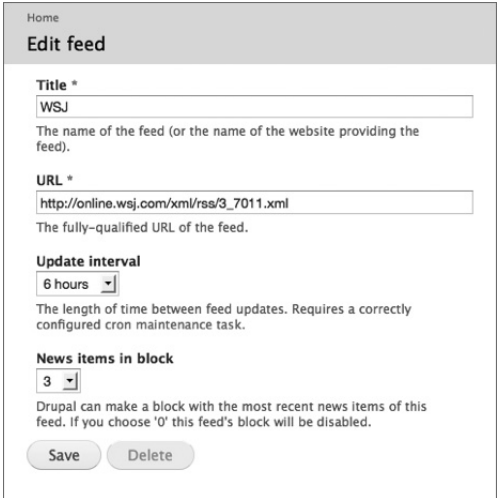 Home
Edit feed
Title *
WSJ
The name of the feed (or the name of the website providing the
feed).
URL *
http://online.wsj.com/xml/rss/3_7011.xml
The fully-qualified URL of the feed.
Update interval
6 hours
The length of time between feed updates. Requires a correctly
configured cron maintenance task.
News items in block
3
Drupal can make a block with the most recent news items of this
feed. If you choose '0' this feed's block will be disabled.
Save Delete